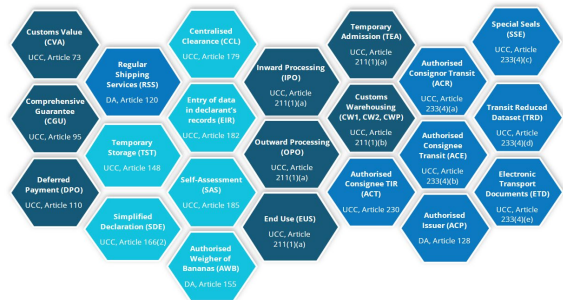 Customs Value
(CVA)
UCC, Article 73
Comprehensive
Guarantee
(CGU)
UCC, Article 95
Deferred
Payment (DPO)
UCC, Article 110
Regular
Shipping
Services (RSS)
DA, Article 120
Temporary
Storage (TST)
UCC, Article 148
Simplified
Declaration (SDE)
UCC, Article 166(2)
Centralised
Clearance (CCL)
UCC, Article 179
Entry of data
in declarant's
records (EIR)
UCC, Article 182
Self-Assessment
(SAS)
UCC, Article 185
Authorised
Weigher of
Bananas (AWB)
DA, Article 155
Inward Processing
(IPO)
UCC, Article
211(1)(a)
Outward Processing
(OPO)
UCC, Article
211(1)(a)
End Use (EUS)
UCC, Article
211(1)(a)
Temporary
Admission (TEA)
UCC, Article
211(1)(a)
Customs
Warehousing
(CW1, CW2, CWP)
UCC, Article
211(1)(b)
Authorised
Consignee TIR
(ACT)
UCC, Article 230
Authorised
Consignor Transit
(ACR)
UCC, Article
233(4)(a)
Authorised
Consignee
Transit (ACE)
UCC, Article
233(4)(b)
Authorised
Issuer (ACP)
DA, Article 128
Special Seals
(SSE)
UCC, Article
233(4)(c)
Transit Reduced
Dataset (TRD)
UCC, Article
233(4)(d)
Electronic
Transport
Documents (ETD)
UCC, Article
233(4)(e)